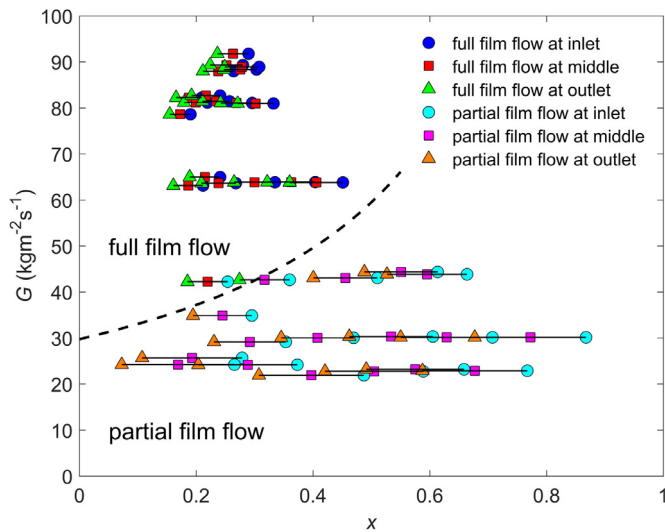 100
90
80
70
60
50
40
30
20
10
0
G (kgm-2s-1)
full film flow at inlet
full film flow at middle
full film flow at outlet
partial film flow at inlet
partial film flow at middle
partial film flow at outlet
full film flow
partial film flow
0
0.2
0.4
0.6
0.8
1
x